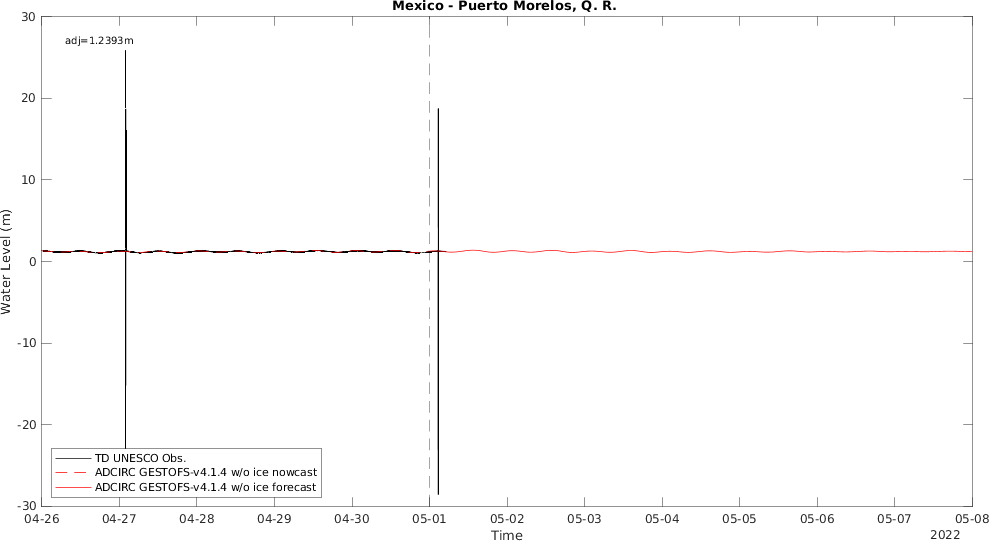 Mexico - Puerto Morelos, Q. R.
adj=1.2393m
Water Level (m)
30
20
10
0
-10
-20
-30
TD UNESCO Obs.
ADCIRC GESTOFS-v4.1.4 w/o ice nowcast
ADCIRC GESTOFS-v4.1.4 w/o ice forecast
04-26 04-27 04-28 04-29 04-30 05-01 05-02 05-03 05-04 05-05 05-06 05-07 05-08
Time
2022